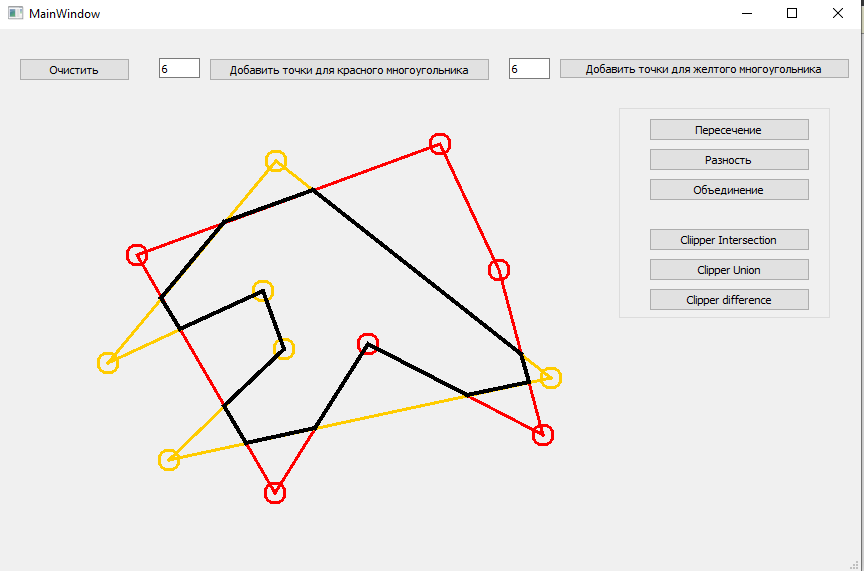 MainWindow
Очистить
6
Добавить точки для красного многоугольника
6
Добавить точки для желтого многоугольника
Пересечение
Разность
Объединение
Cliipper Intersection
Clipper Union
Clipper difference